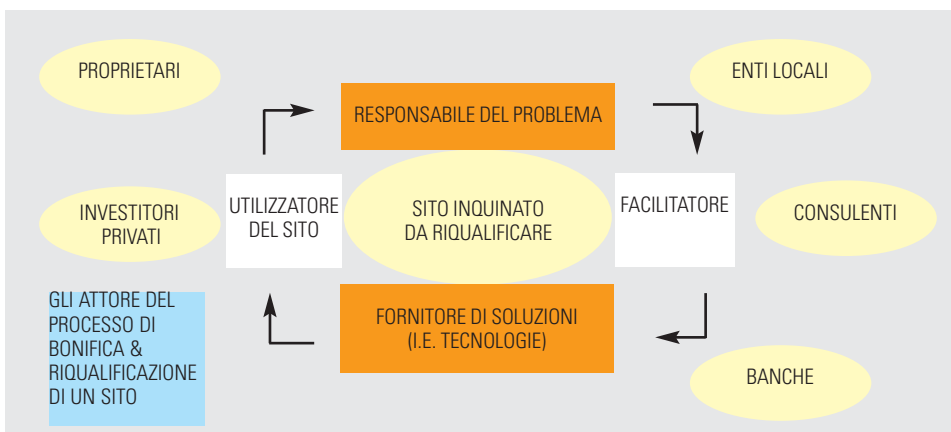 PROPRIETARI
ENTI LOCALI
RESPONSABILE DEL PROBLEMA
INVESTITORI
PRIVATI
UTILIZZATORE
DEL SITO
SITO INQUINATO
DA RIQUALIFICARE
FACILITATORE
CONSULENTI
GLI ATTORE DEL
PROCESSO DI
BONIFICA &
RIQUALIFICAZIONE
DI UN SITO
FORNITORE DI SOLUZIONI
(I.E. TECNOLOGIE)
BANCHE